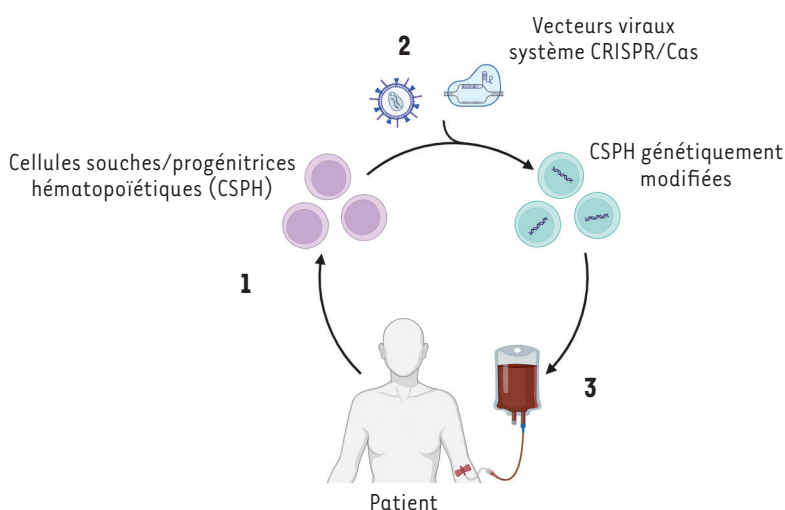 Vecteurs viraux
système CRISPR/Cas
2
Cellules souches/progénitrices
hématopoïétiques (CSPH)
CSPH génétiquement
modifiées
1
3
Patient